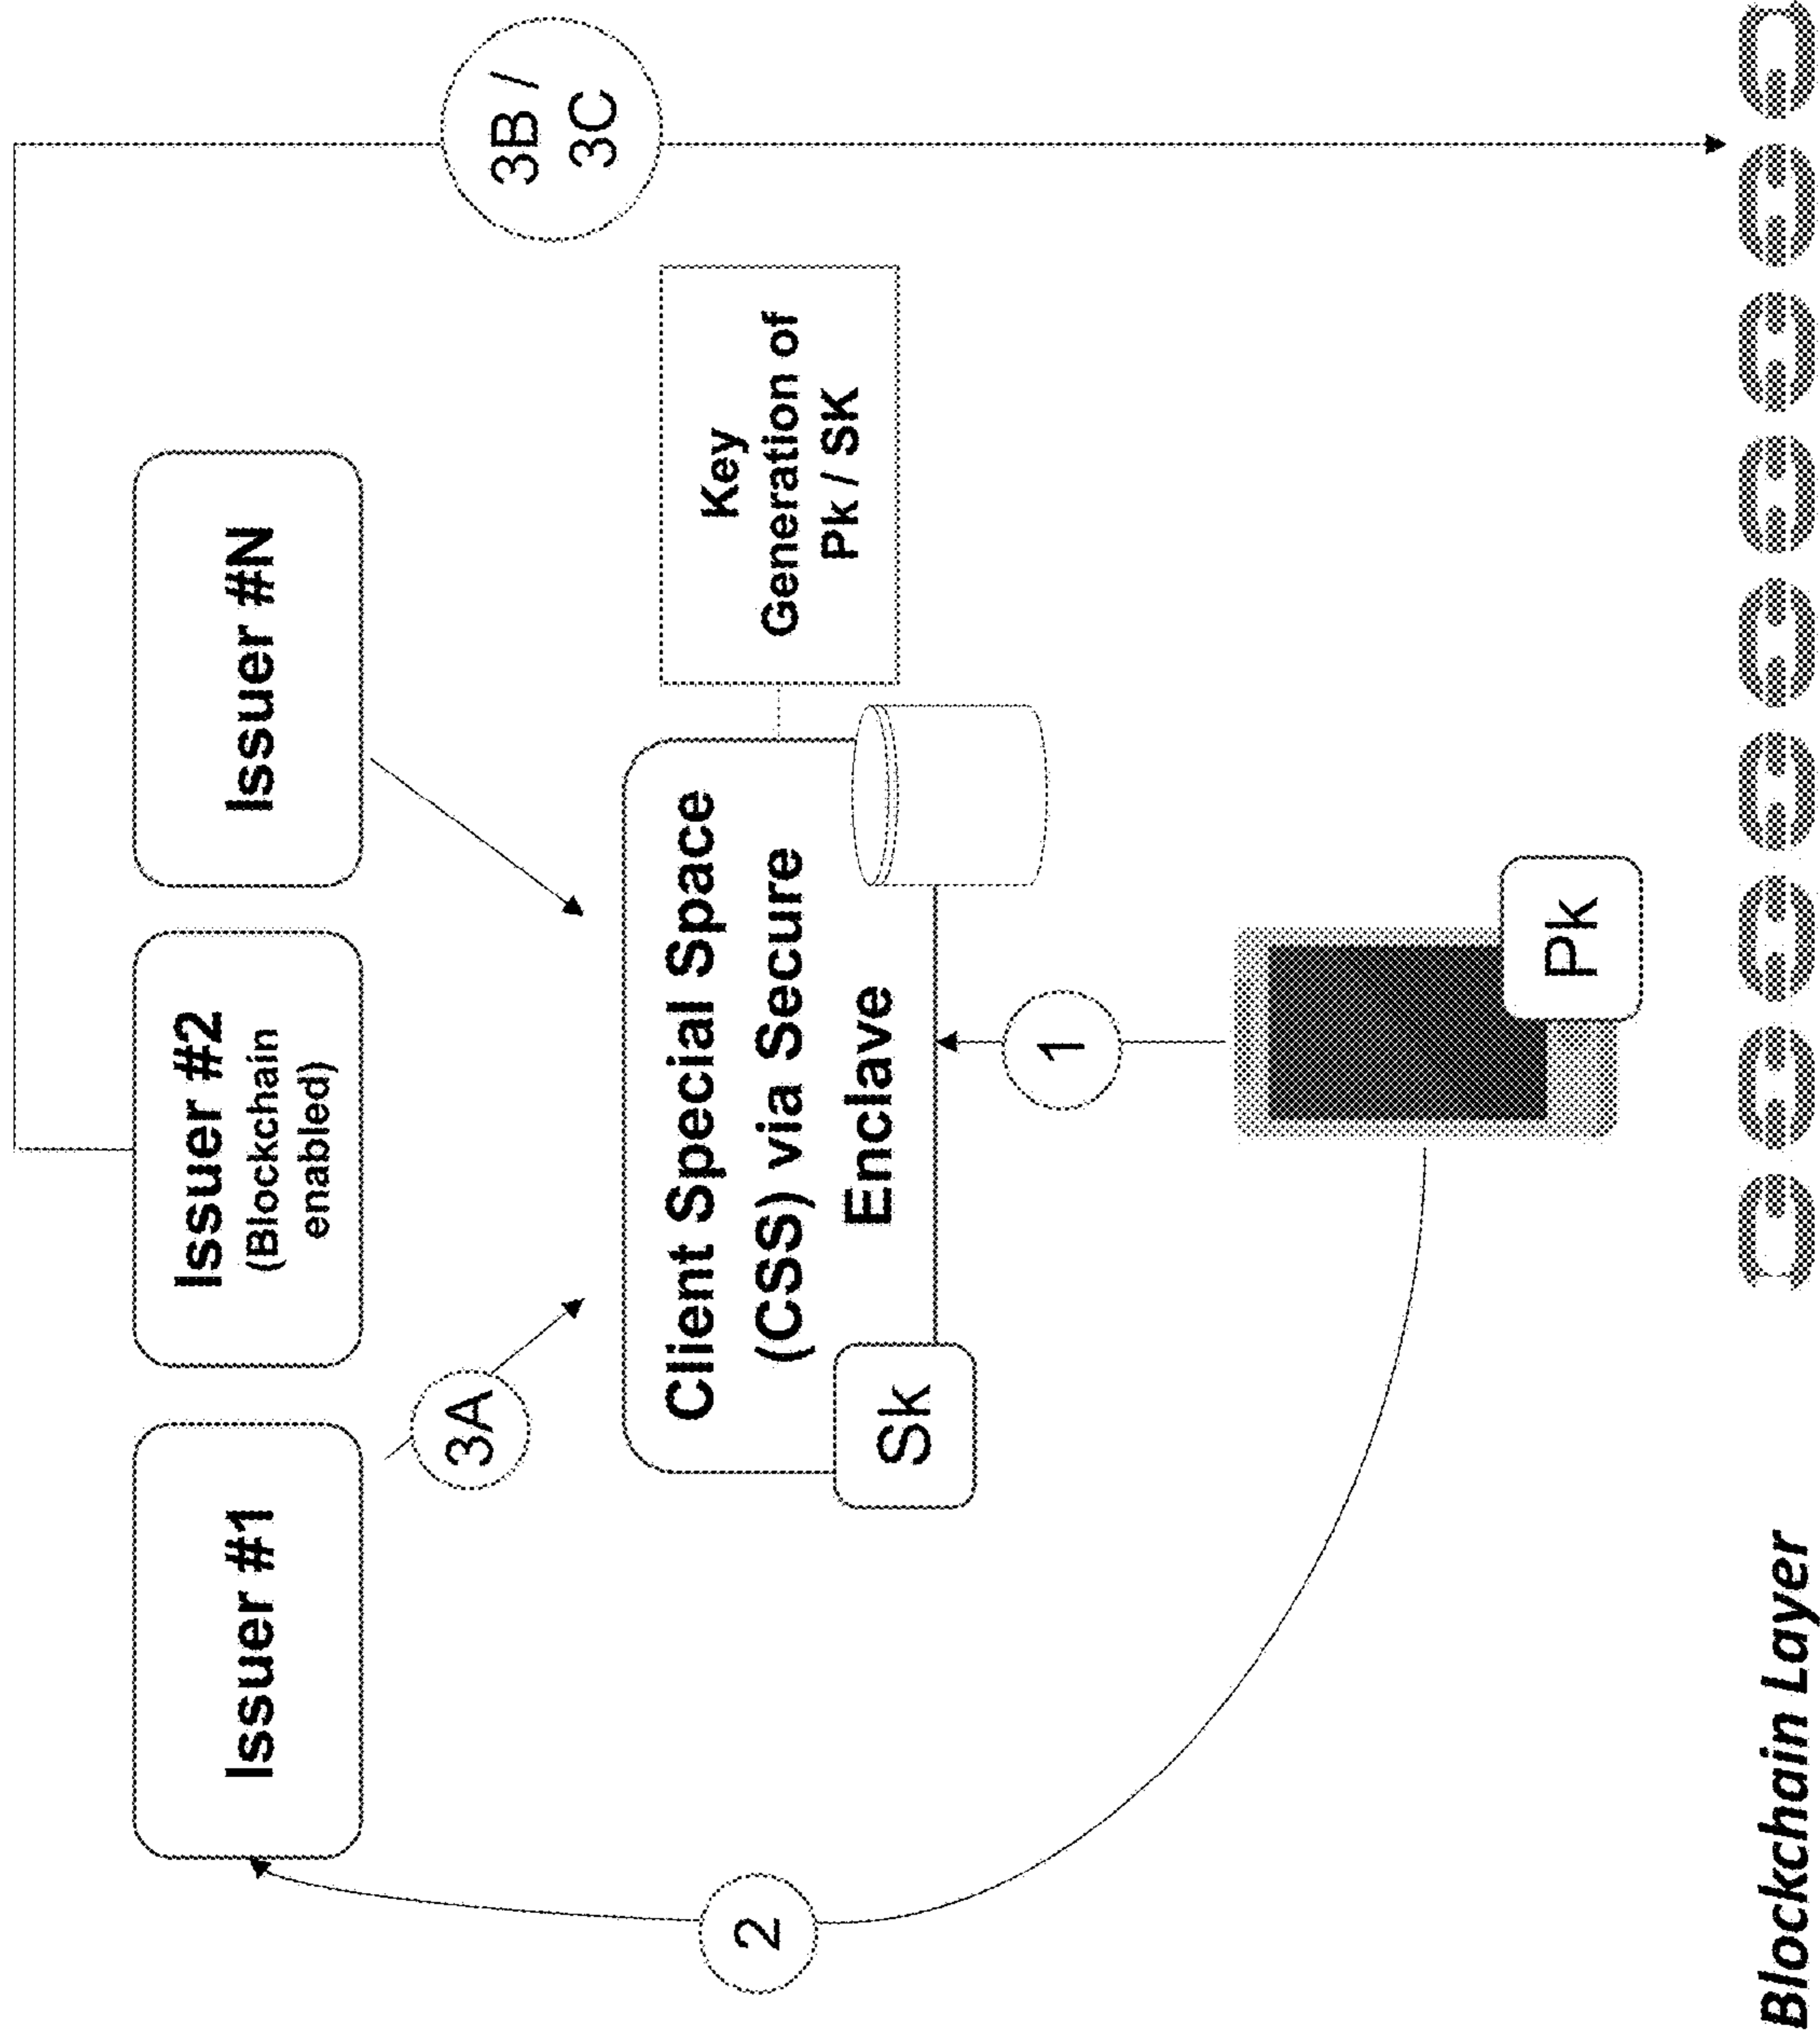 Issuer #1
Issuer #2
(Blockchain
enabled)
Issuer #N
3A
3B /
3C
Client Special Space
(CSS) via Secure
Enclave
Sk
Key
Generation of
Pk / SK
2
1
Pk
Blockchain Layer